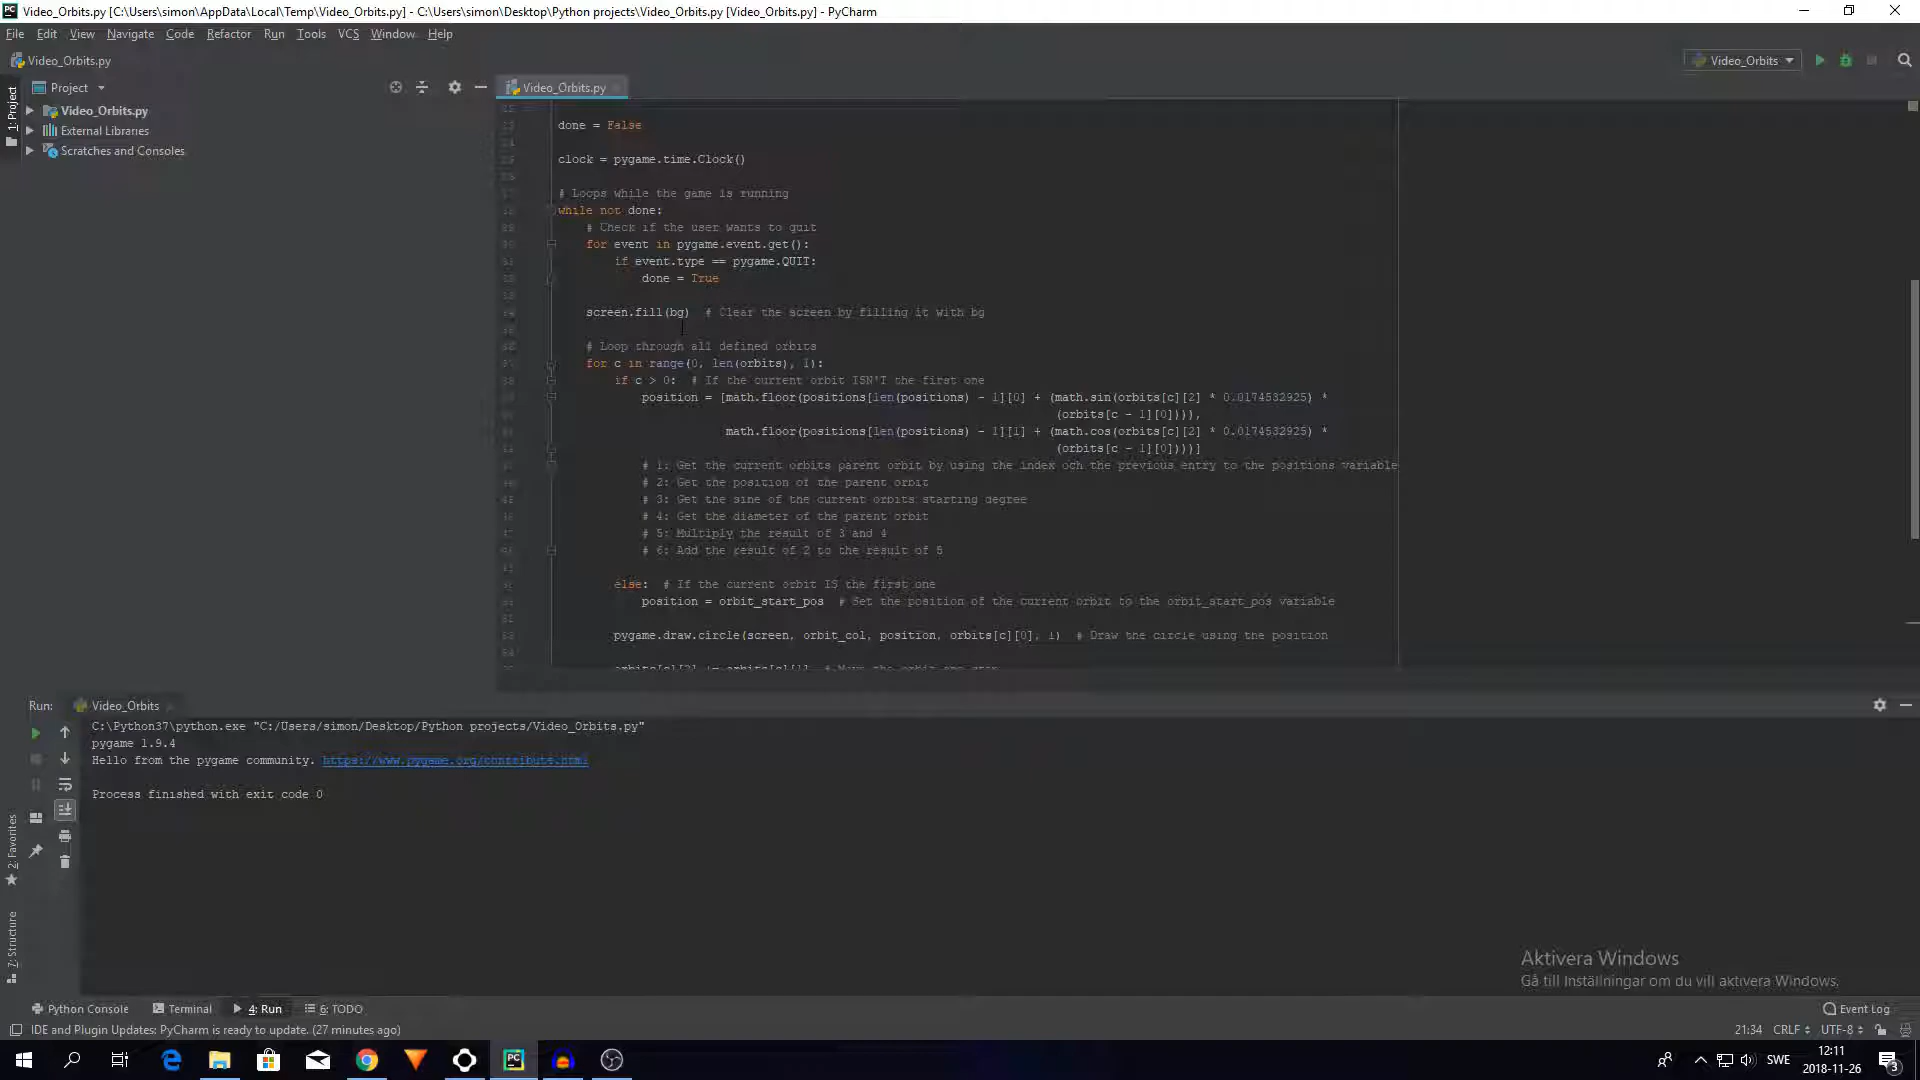 Video_Orbits.py [C:\Users\simon\AppData\Local\Temp\Video_Orbits.py] - C:\Users\simon\Desktop\Python projects\Video_Orbits.py [Video_Orbits.py] - PyCharm
File Edit View Navigate Code Refactor Run Tools VCS Window Help
Video_Orbits.py
Video_Orbits
Project
Video_Orbits.py
1: Project
Video_Orbits.py
External Libraries
Scratches and Consoles
done = False
clock = pygame.time.Clock()
# Loops while the game is running
while not done:
# Check if the user wants to quit
for event in pygame.event.get():
if event.type == pygame.QUIT:
done = True
screen.fill(bg)  # Clear the screen by filling it with bg
# Loop through all defined orbits
for c in range(0, len(orbits), 1):
if c > 0:  # If the current orbit ISN'T the first one
position = [math.floor(positions[len(positions) - 1][0] + (math.sin(orbits[c][2] * 0.0174532925) *
(orbits[c - 1][0]))),
math.floor(positions[len(positions) - 1][1] + (math.cos(orbits[c][2] * 0.0174532925) *
(orbits[c - 1][0])))]
# 1: Get the current orbits parent orbit by using the index och the previous entry to the positions variable
# 2: Get the position of the parent orbit
# 3: Get the sine of the current orbits starting degree
# 4: Get the diameter of the parent orbit
# 5: Multiply the result of 3 and 4
# 6: Add the result of 2 to the result of 5
else:  # If the current orbit IS the first one
position = orbit_start_pos  # Set the position of the current orbit to the orbit_start_pos variable
pygame.draw.circle(screen, orbit_col, position, orbits[c][0], 1)  # Draw the circle using the position
Run: Video_Orbits
C:\Python37\python.exe "C:/Users/simon/Desktop/Python projects/Video_Orbits.py"
pygame 1.9.4
Hello from the pygame community. https://www.pygame.org/contribute.html
Process finished with exit code 0
2: Favorites
7: Structure
Aktivera Windows
Gå till Inställningar om du vill aktivera Windows.
Python Console Terminal 4: Run 6: TODO Event Log
IDE and Plugin Updates: PyCharm is ready to update. (27 minutes ago) 21:34 CRLF UTF-8
SWE 12:11
2018-11-26 3